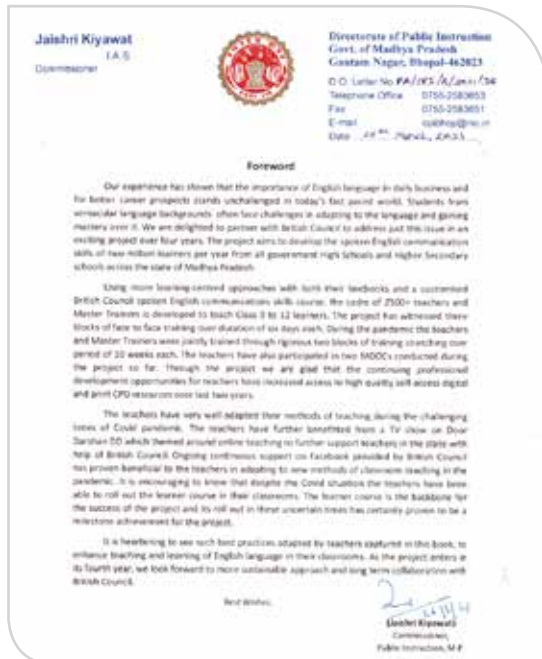 Jaishri Kiyawat
I.A.S
Commissioner
Directorate of Public Instruction
Govt. of Madhya Pradesh
Gautam Nagar, Bhopal-462023
D.O. Letter No
Telephone Office 0755-2583653
Fax 0755-2583651
E-mail
Date March, 2021
Foreword
Our experience has shown that the importance of English language in daily business and
for better career prospects stands unchallenged in today's fast paced world. Students from
vernacular language backgrounds often face challenges in adapting to the language and gaining
mastery over it. We are delighted to partner with British Council to address just this issue in an
exciting project over four years. The project aims to develop the spoken English communication
skills of two million learners per year from all government High Schools and Higher Secondary
schools across the state of Madhya Pradesh.
Using more learning-centred approaches with both their textbooks and a customised
British Council spoken English communications skills course, the cadre of 2500+ teachers and
Master Trainers is developed to teach Class 9 to 12 learners. The project has witnessed three
blocks of face to face training over duration of six days each. During the pandemic the teachers
and Master Trainers were jointly trained through rigorous two blocks of training stretching over
period of 10 weeks each. The teachers have also participated in two MOOCs conducted during
the project so far. Through the project we are glad that the continuing professional
development opportunities for teachers have increased access to high quality self access digital
and print CPD resources over last two years.
The teachers have very well adapted their methods of teaching during the challenging
times of Covid pandemic. The teachers have further benefitted from a TV show on Door
Darshan DD which themed around online teaching to further support teachers in the state with
help of British Council. Ongoing continuous support on Facebook provided by British Council
has proven beneficial to the teachers in adapting to new methods of classroom teaching in the
pandemic. It is encouraging to know that despite the Covid situation the teachers have been
able to roll out the learner course in their classrooms. The learner course is the backbone for
the success of the project and its roll out in these uncertain times has certainly proven to be a
milestone achievement for the project.
It is heartening to see such best practices adapted by teachers captured in this book, to
enhance teaching and learning of English language in their classrooms. As the project enters in
its fourth year, we look forward to more sustainable approach and long term collaboration with
British Council.
Best Wishes,
(Jaishri Kiyawat)
Commissioner,
Public Instruction, M.P